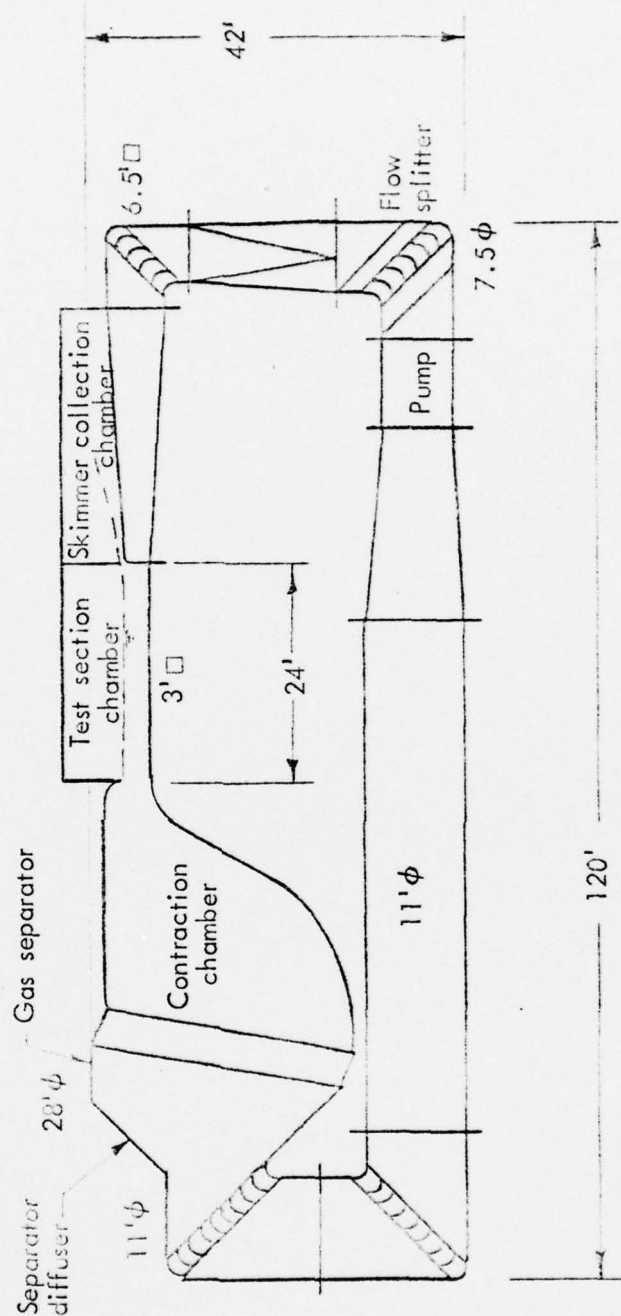 Separator
diffuser
11'ϕ
28'ϕ
Gas separator
Contraction
chamber
Test section
chamber
Skimmer collection
chamber
6.5'□
42'
3'□
24'
Flow
splitter
7.5ϕ
Pump
11'ϕ
120'